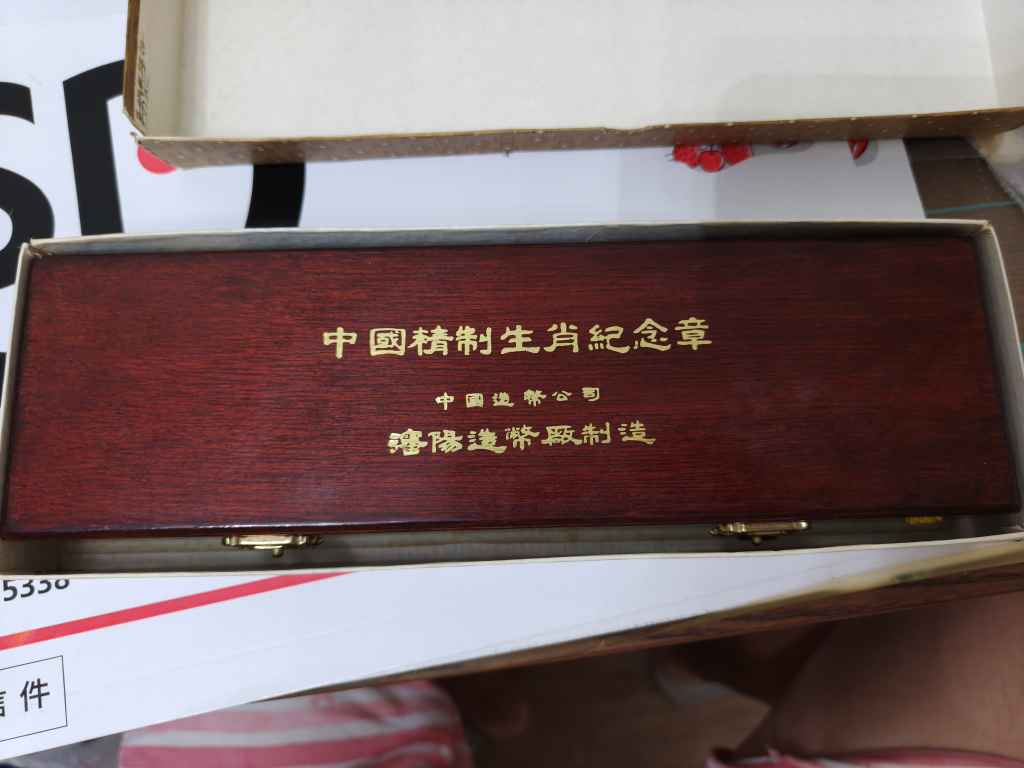 中國精制生肖紀念章
中國造幣公司
瀋陽造幣廠制造
5338
件